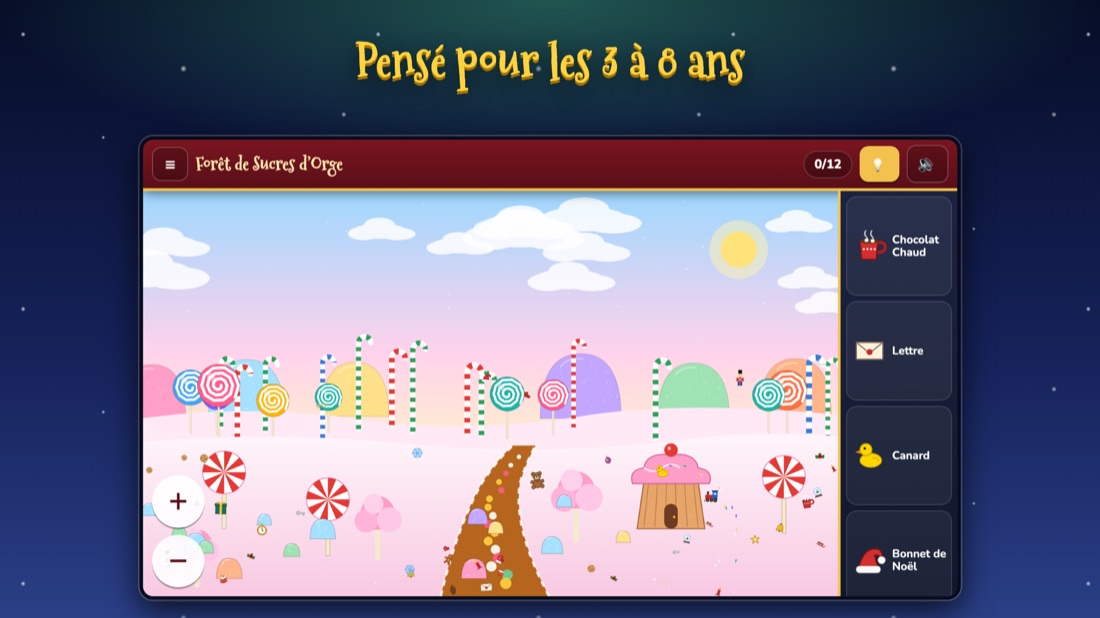 Pensé pour les 3 à 8 ans
Forêt de Sucres d'Orge
0/12
Chocolat
Chaud
Lettre
Canard
Bonnet de
Noël
+
−